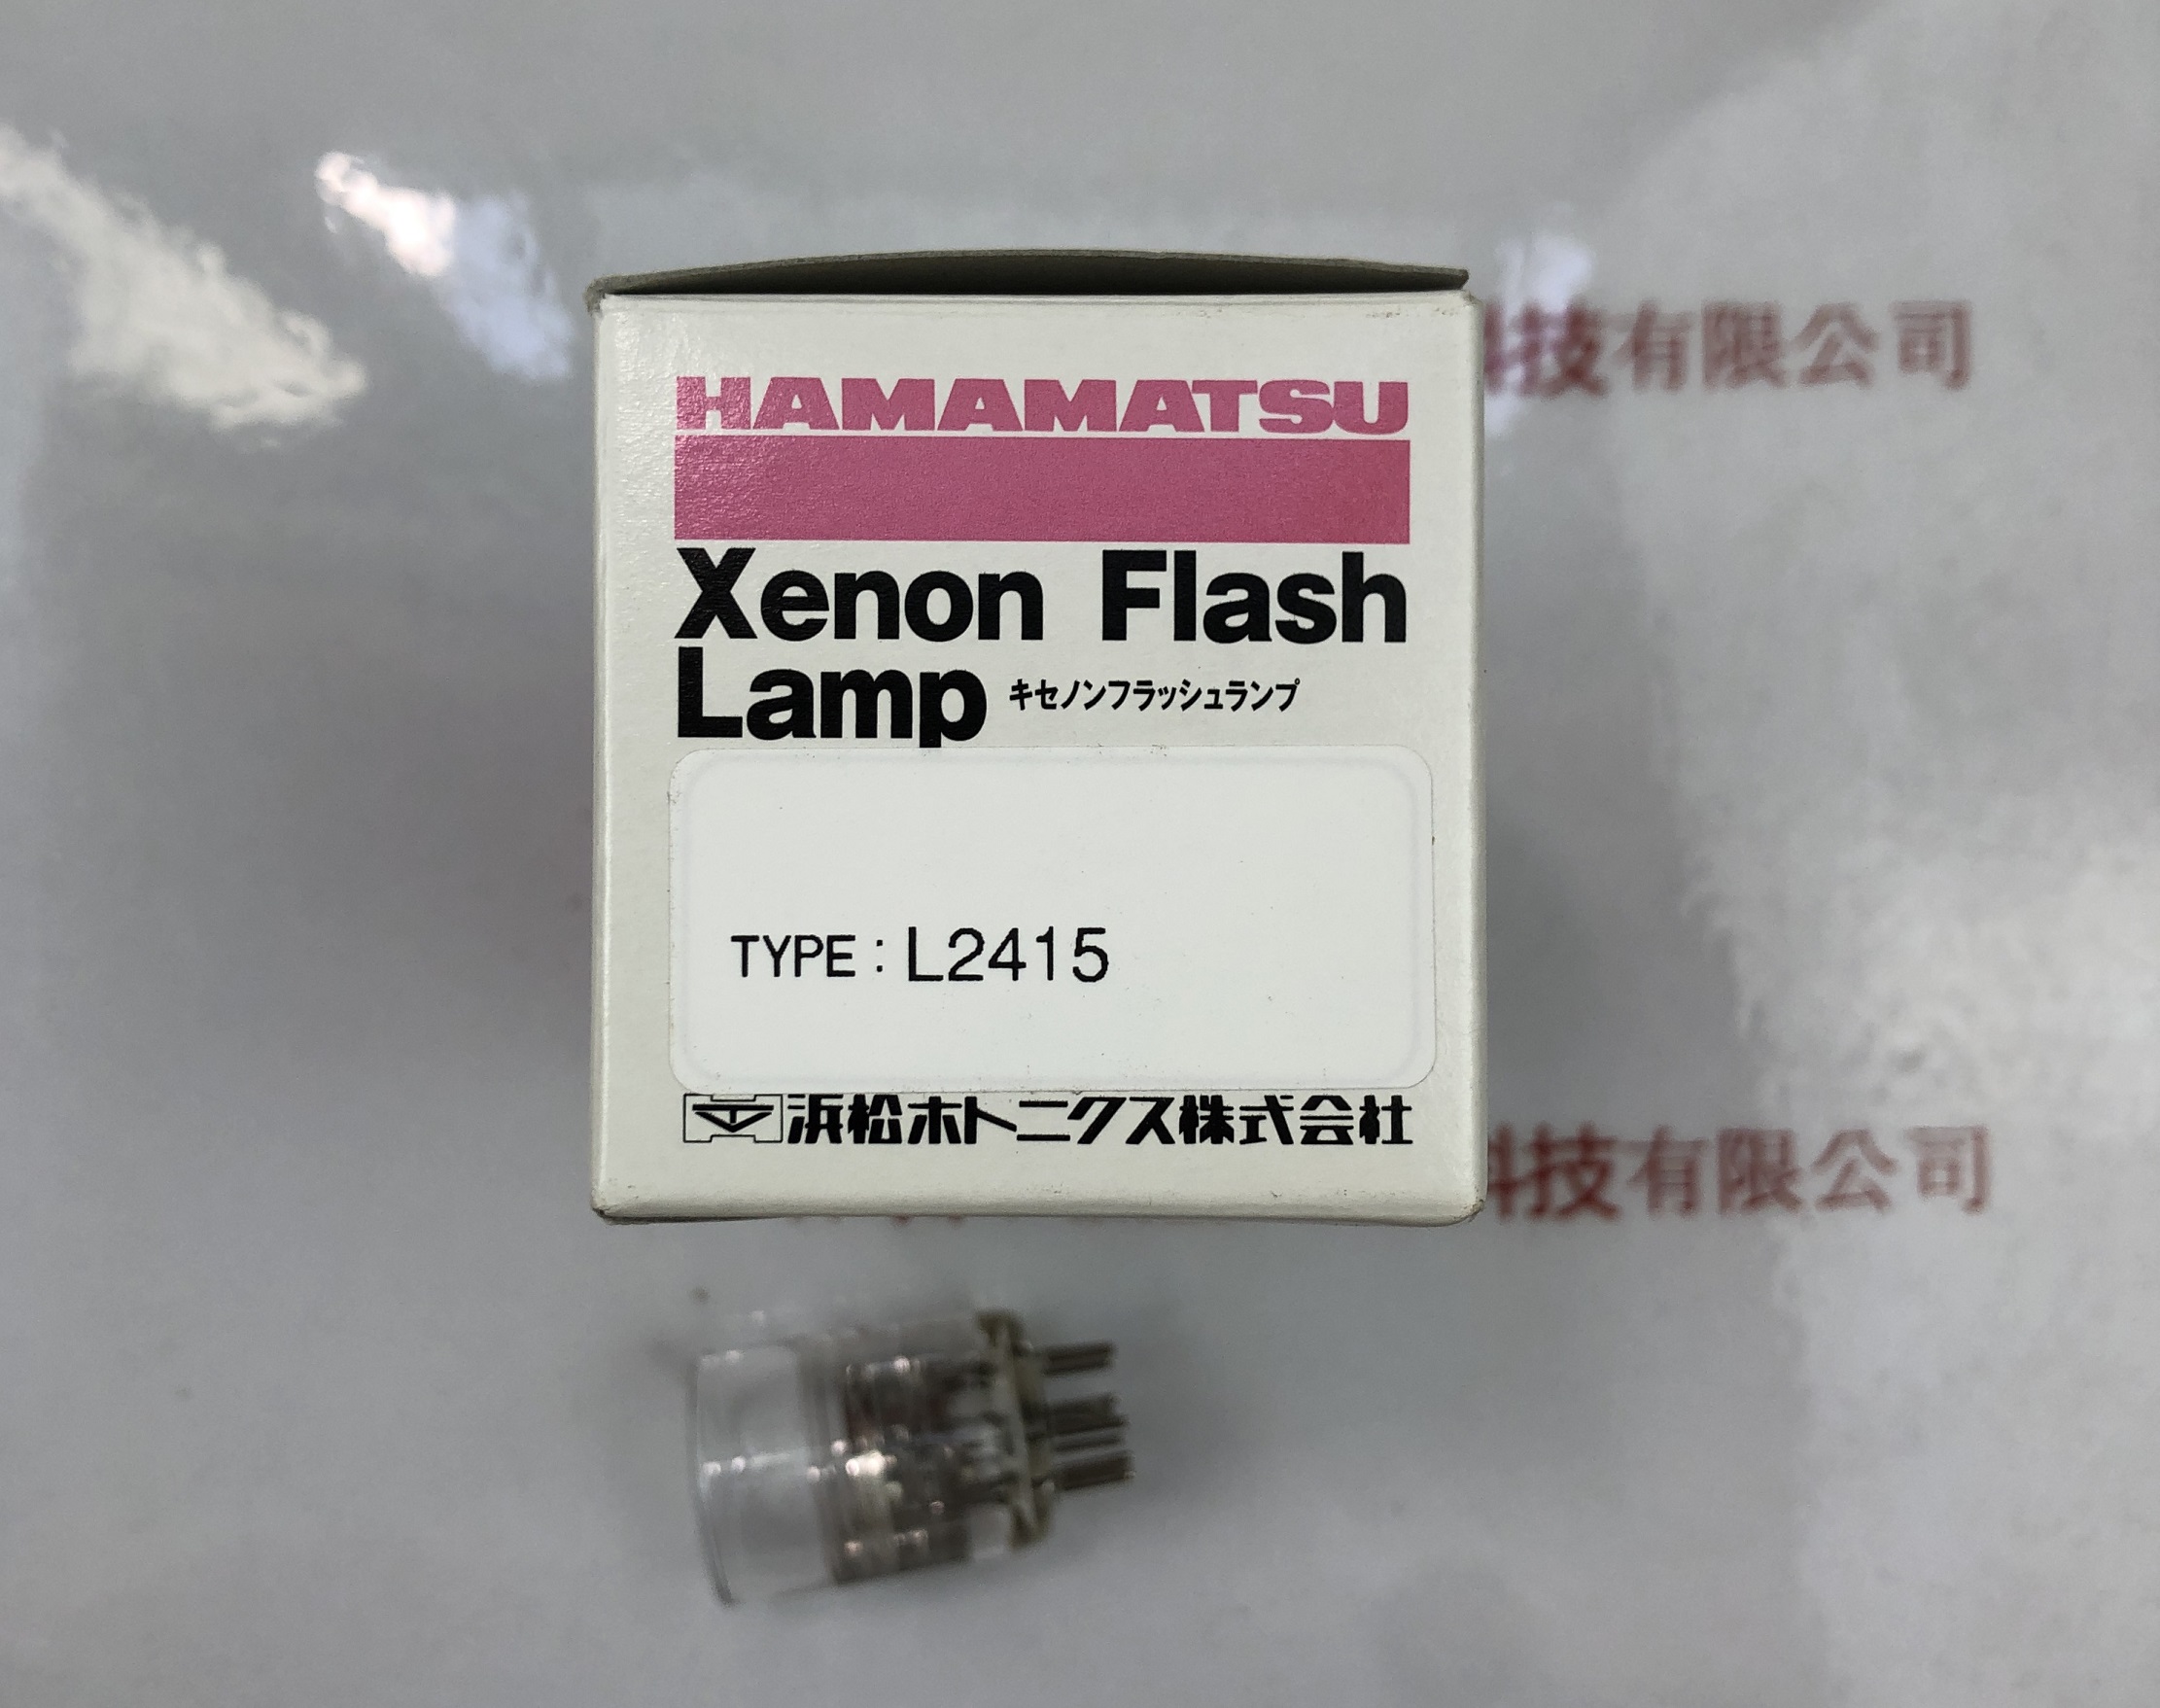 HAMAMATSU
Xenon Flash
Lamp キセノンフラッシュランプ
TYPE : L2415
浜松ホトニクス株式会社
科技有限公司
科技有限公司